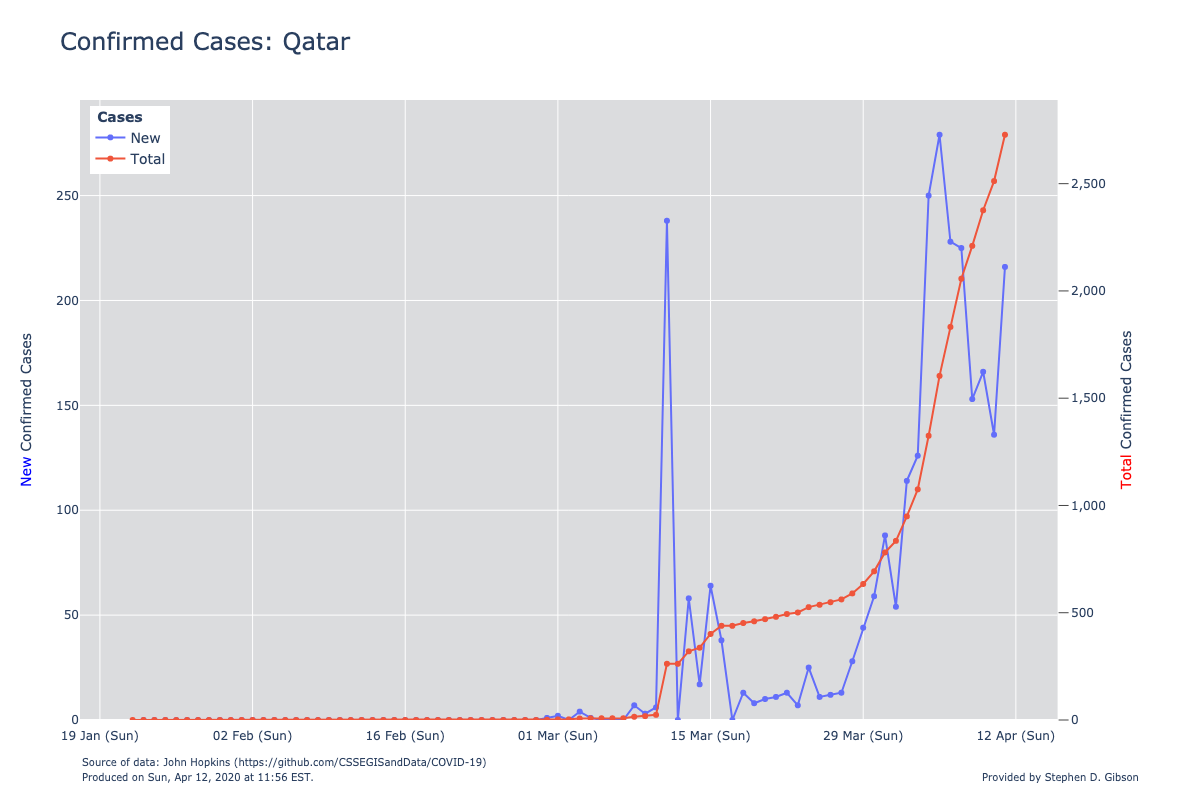 Confirmed Cases: Qatar
Cases
New
Total
250
200
150
100
50
0
2,500
2,000
1,500
1,000
500
0
New Confirmed Cases
Total Confirmed Cases
19 Jan (Sun) 02 Feb (Sun) 16 Feb (Sun) 01 Mar (Sun) 15 Mar (Sun) 29 Mar (Sun) 12 Apr (Sun)
Source of data: John Hopkins (https://github.com/CSSEGISandData/COVID-19)
Produced on Sun, Apr 12, 2020 at 11:56 EST.
Provided by Stephen D. Gibson